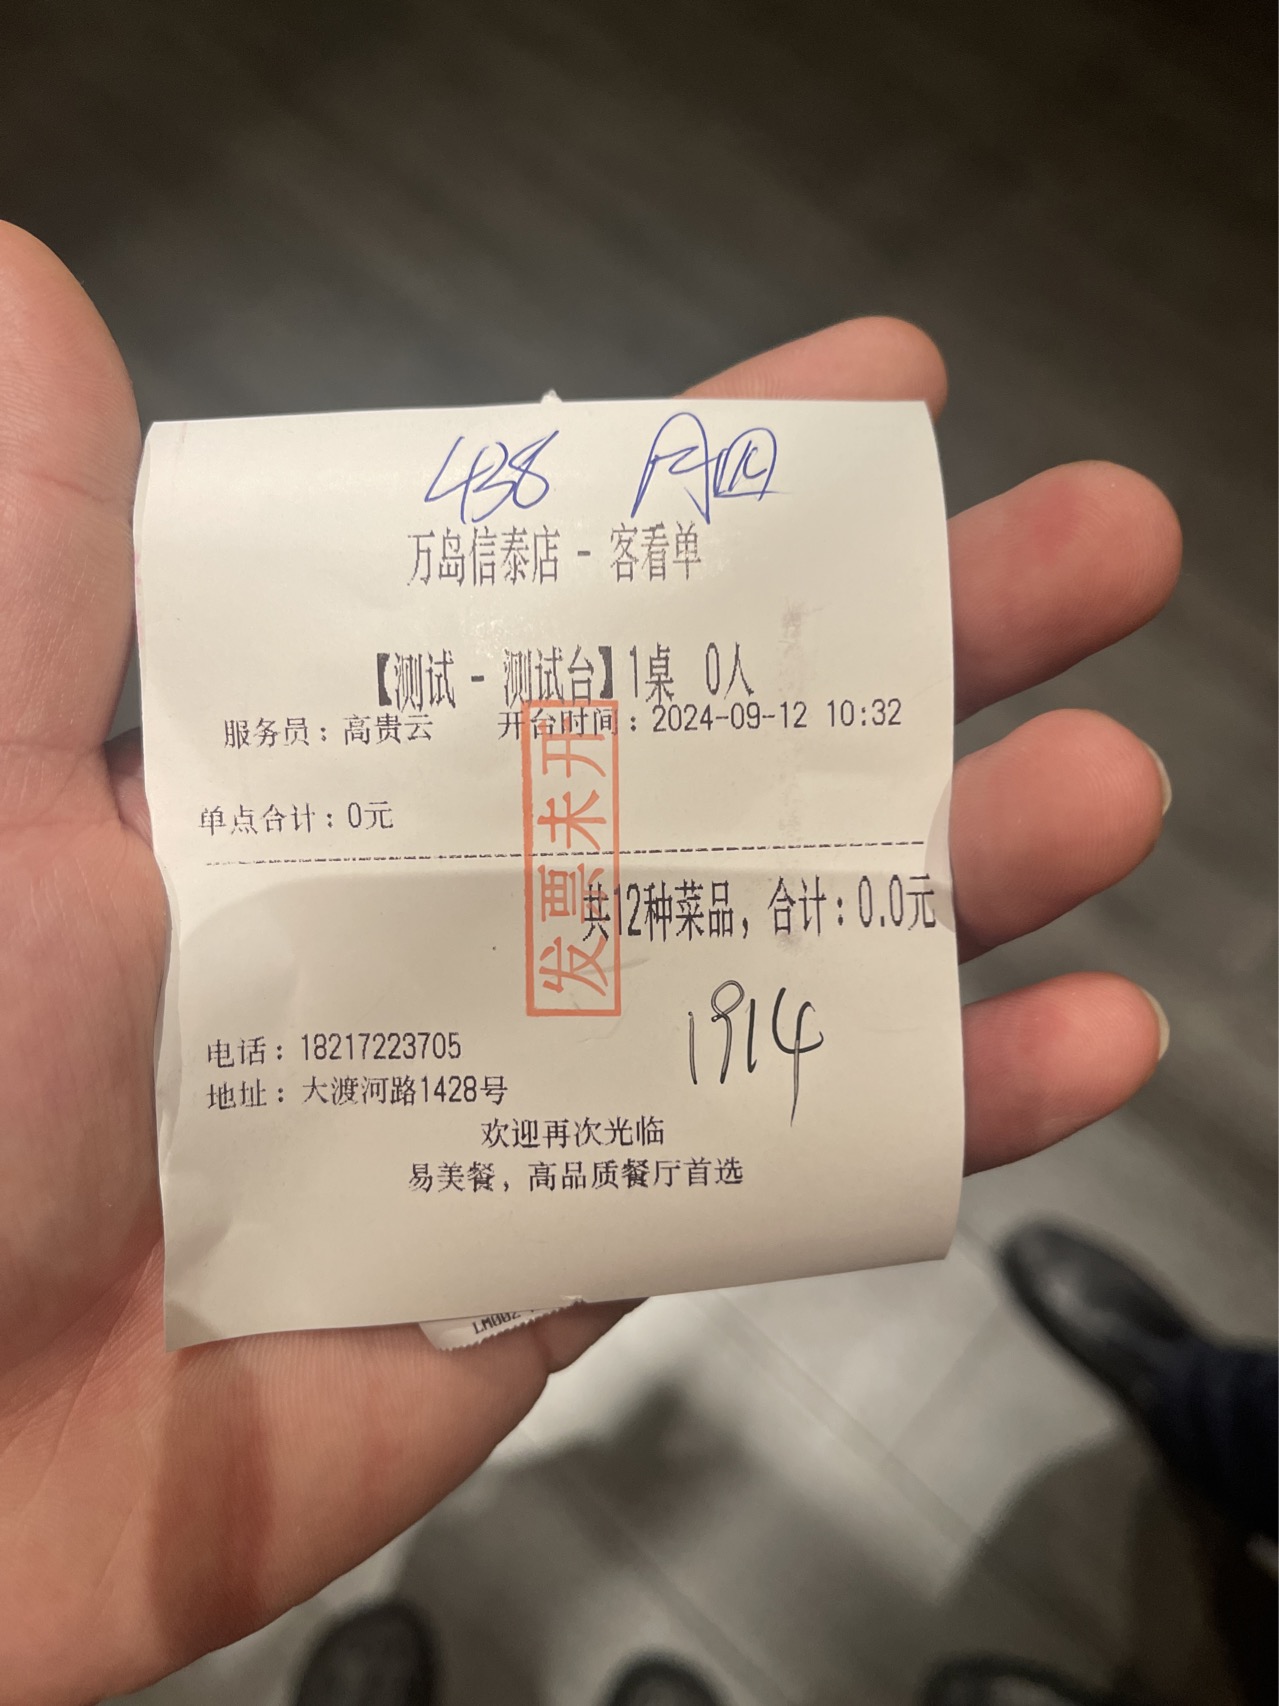 438
万岛信泰店 - 客看单
【测试 - 测试台】1桌 0人
服务员：高贵云 开台时间：2024-09-12 10:32
单点合计：0元
发票未开
共12种菜品，合计：0.0元
1914
电话：18217223705
地址：大渡河路1428号
欢迎再次光临
易美餐，高品质餐厅首选
LM002